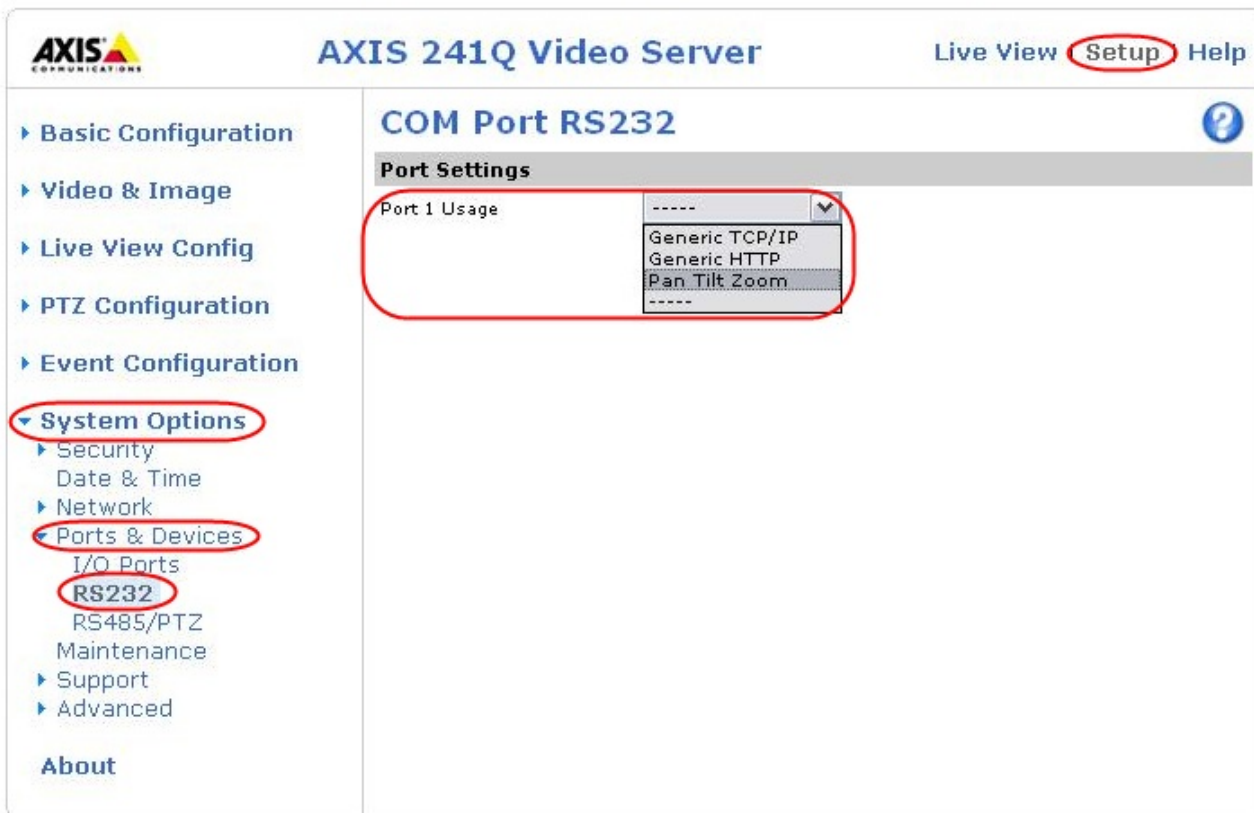 AXIS
COMMUNICATIONS
AXIS 241Q Video Server
Live View | Setup | Help
Basic Configuration
Video & Image
Live View Config
PTZ Configuration
Event Configuration
System Options
Security
Date & Time
Network
Ports & Devices
I/O Ports
RS232
RS485/PTZ
Maintenance
Support
Advanced
About
COM Port RS232
?
Port Settings
Port 1 Usage
-----
Generic TCP/IP
Generic HTTP
Pan Tilt Zoom
-----